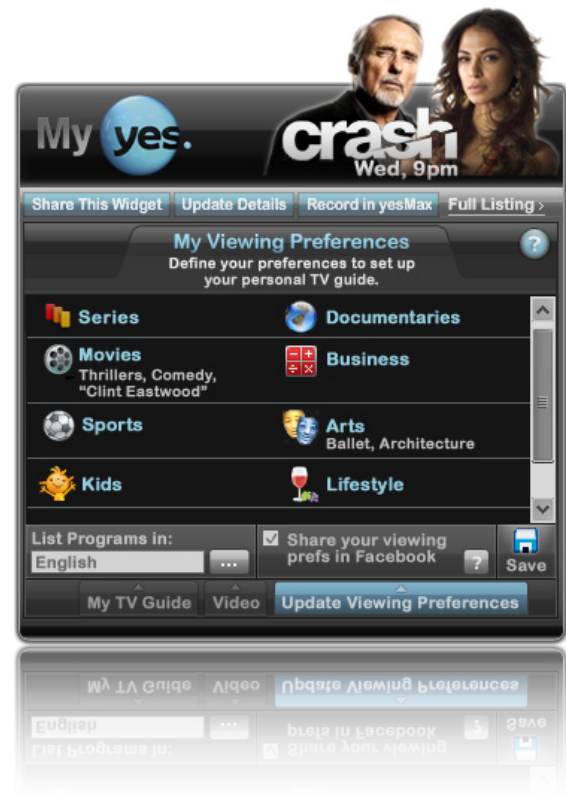 My yes.
crash
Wed, 9pm
Share This Widget Update Details Record in yesMax Full Listing ›
My Viewing Preferences
?
Define your preferences to set up
your personal TV guide.
Series
Documentaries
Movies
Thrillers, Comedy,
“Clint Eastwood”
Business
Sports
Arts
Ballet, Architecture
Kids
Lifestyle
List Programs in:
English ...
Share your viewing
prefs in Facebook
?
Save
My TV Guide Video Update Viewing Preferences